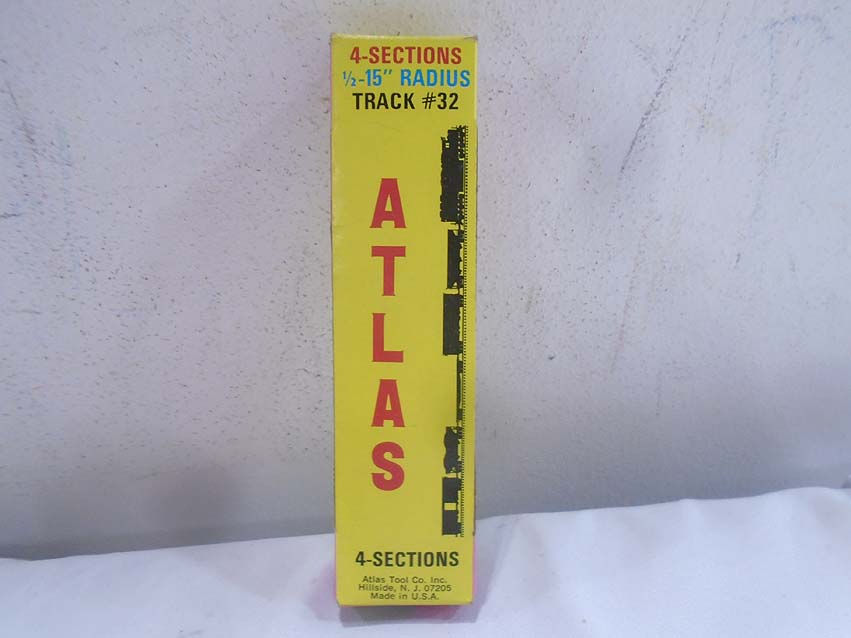 4-SECTIONS
½-15" RADIUS
TRACK #32
ATLAS
4-SECTIONS
Atlas Tool Co. Inc.
Hillside, N. J. 07205
Made in U.S.A.